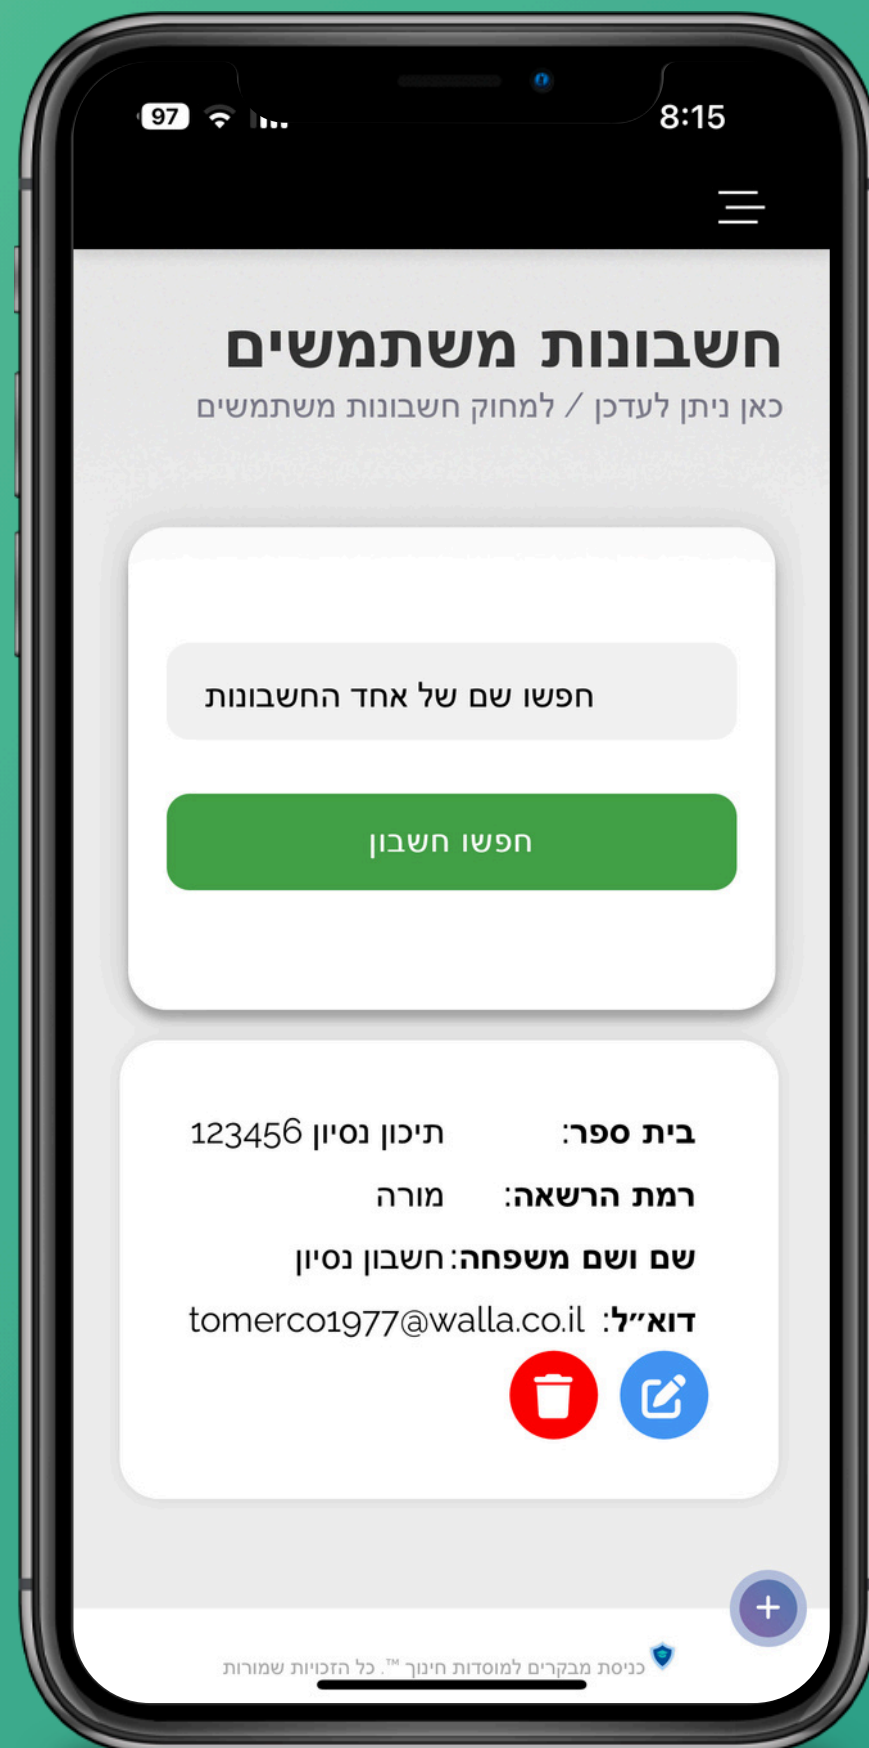 97
8:15
חשבונות משתמשים
כאן ניתן לעדכן / למחוק חשבונות משתמשים
חפשו שם של אחד החשבונות
חפשו חשבון
בית ספר: תיכון נסיון 123456
רמת הרשאה: מורה
שם ושם משפחה: חשבון נסיון
דוא״ל: tomerco1977@walla.co.il
+
כניסת מבקרים למוסדות חינוך ™. כל הזכויות שמורות